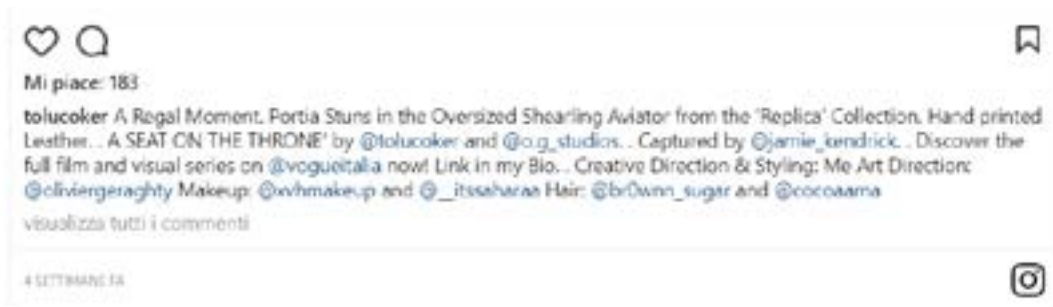 Mi piace: 183
tolucoker A Regal Moment. Portia Stuns in the Oversized Shearling Aviator from the 'Replica' Collection. Hand printed
Leather. . A SEAT ON THE THRONE' by @tolucoker and @o.g_studios. . Captured by @jamie_kendrick. . Discover the
full film and visual series on @vogueitalia now! Link in my Bio. . Creative Direction & Styling: Me Art Direction:
@oliviergeraghty Makeup: @xvhmakeup and @__itssaharaa Hair: @br0wnn_sugar and @cocoaama
visualizza tutti i commenti
4 SETTIMANE FA